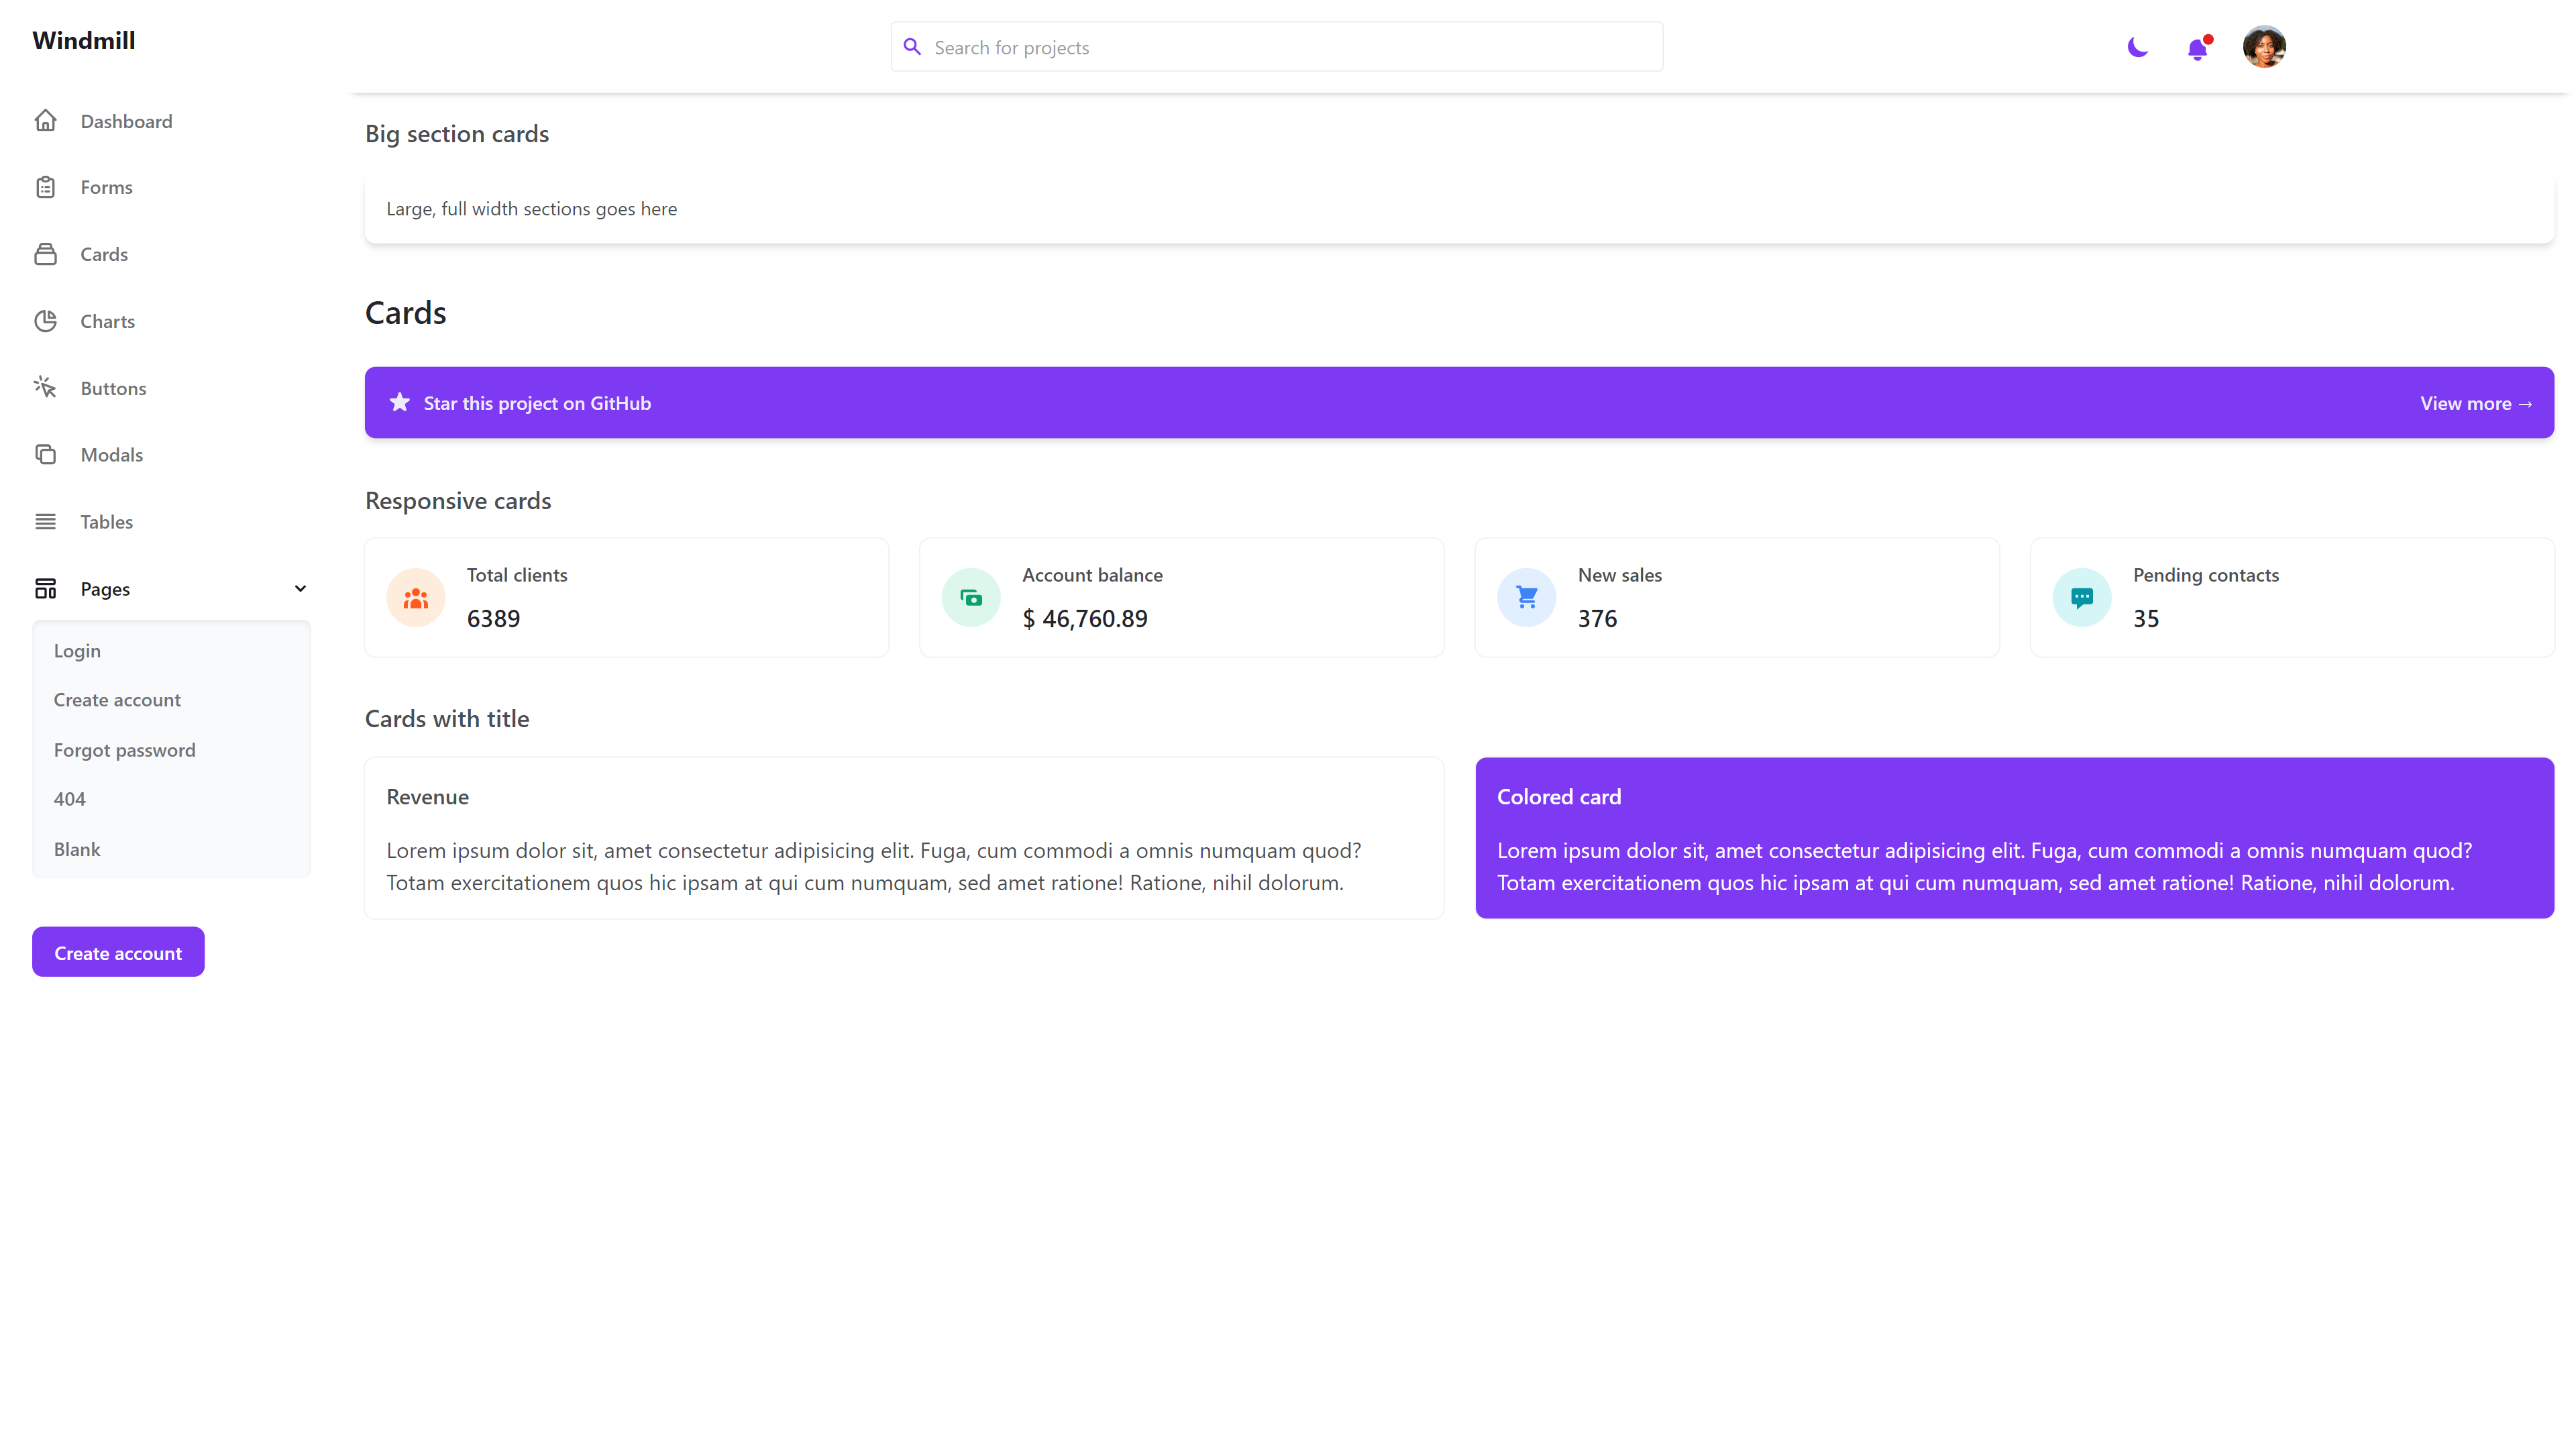 Windmill
Search for projects
Dashboard
Forms
Cards
Charts
Buttons
Modals
Tables
Pages
Login
Create account
Forgot password
404
Blank
Create account
Big section cards
Large, full width sections goes here
Cards
Star this project on GitHub
View more →
Responsive cards
Total clients
6389
Account balance
$ 46,760.89
New sales
376
Pending contacts
35
Cards with title
Revenue
Lorem ipsum dolor sit, amet consectetur adipisicing elit. Fuga, cum commodi a omnis numquam quod?
Totam exercitationem quos hic ipsam at qui cum numquam, sed amet ratione! Ratione, nihil dolorum.
Colored card
Lorem ipsum dolor sit, amet consectetur adipisicing elit. Fuga, cum commodi a omnis numquam quod?
Totam exercitationem quos hic ipsam at qui cum numquam, sed amet ratione! Ratione, nihil dolorum.